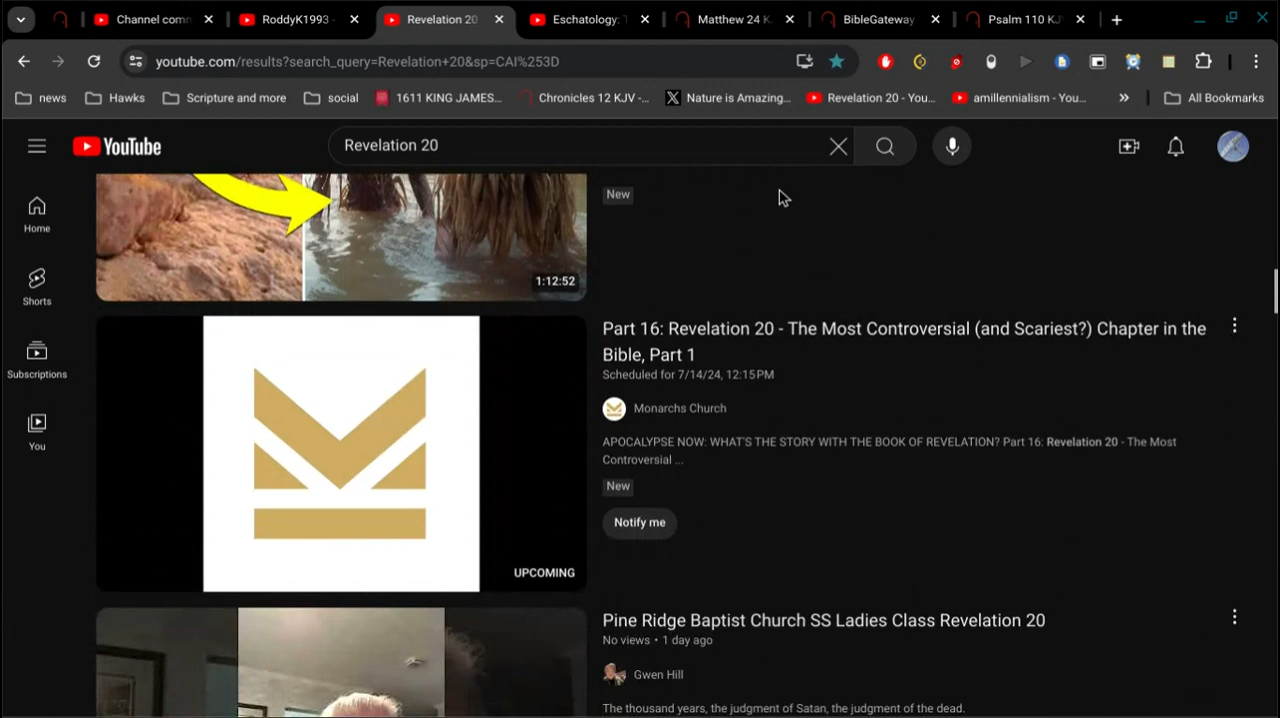 Channel comm
RoddyK1993 -
Revelation 20
Eschatology: T
Matthew 24 K
BibleGateway
Psalm 110 KJ
youtube.com/results?search_query=Revelation+20&sp=CAI%253D
news
Hawks
Scripture and more
social
1611 KING JAMES...
Chronicles 12 KJV -...
Nature is Amazing...
Revelation 20 - You...
amillennialism - You...
All Bookmarks
YouTube
Revelation 20
Home
Shorts
Subscriptions
You
New
1:12:52
Part 16: Revelation 20 - The Most Controversial (and Scariest?) Chapter in the
Bible, Part 1
Scheduled for 7/14/24, 12:15 PM
Monarchs Church
APOCALYPSE NOW: WHAT'S THE STORY WITH THE BOOK OF REVELATION? Part 16: Revelation 20 - The Most
Controversial ...
New
Notify me
UPCOMING
Pine Ridge Baptist Church SS Ladies Class Revelation 20
No views • 1 day ago
Gwen Hill
The thousand years, the judgment of Satan, the judgment of the dead.